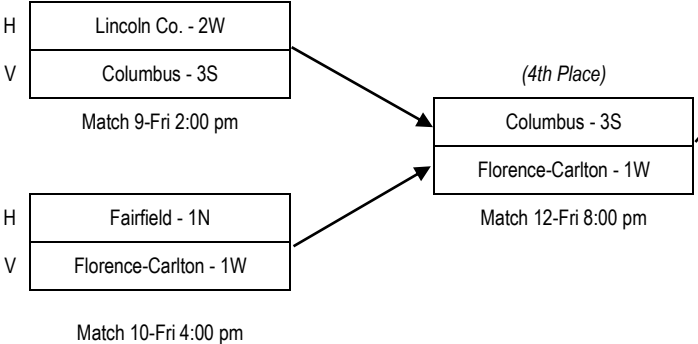 H Lincoln Co. - 2W
V Columbus - 3S
Match 9-Fri 2:00 pm
(4th Place)
Columbus - 3S
Florence-Carlton - 1W
Match 12-Fri 8:00 pm
H Fairfield - 1N
V Florence-Carlton - 1W
Match 10-Fri 4:00 pm